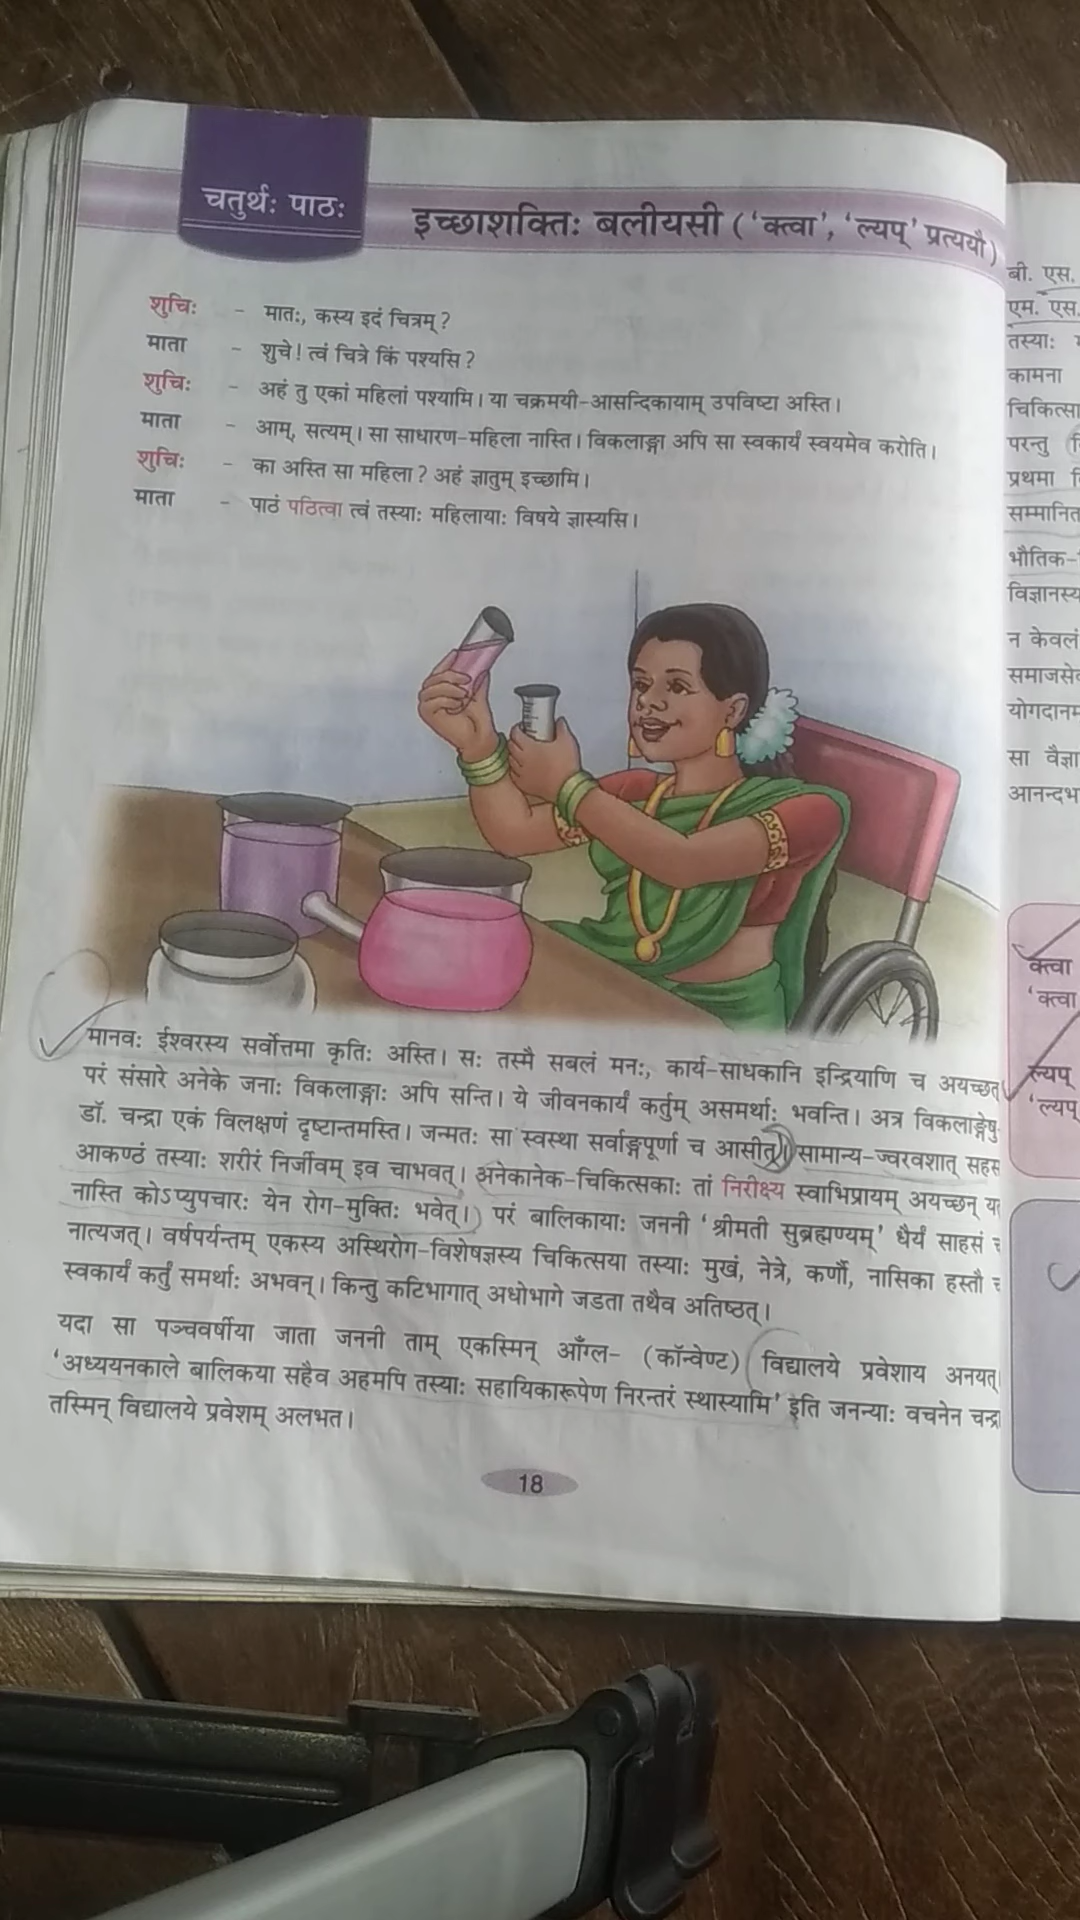 चतुर्थः पाठः
इच्छाशक्तिः बलीयसी ( 'क्त्वा', 'ल्यप्' प्रत्ययौ )
शुचिः – मातः, कस्य इदं चित्रम् ?
माता – शुचे ! त्वं चित्रे किं पश्यसि ?
शुचिः – अहं तु एकां महिलां पश्यामि। या चक्रमयी-आसन्दिकायाम् उपविष्टा अस्ति।
माता – आम्, सत्यम्। सा साधारण-महिला नास्ति। विकलाङ्गा अपि सा स्वकार्यं स्वयमेव करोति।
शुचिः – का अस्ति सा महिला ? अहं ज्ञातुम् इच्छामि।
माता – पाठं पठित्वा त्वं तस्याः महिलायाः विषये ज्ञास्यसि।
मानवः ईश्वरस्य सर्वोत्तमा कृतिः अस्ति। सः तस्मै सबलं मनः, कार्य-साधकानि इन्द्रियाणि च अयच्छत्
परं संसारे अनेके जनाः विकलाङ्गाः अपि सन्ति। ये जीवनकार्यं कर्तुम् असमर्थाः भवन्ति। अत्र विकलाङ्गेषु
डॉ. चन्द्रा एकं विलक्षणं दृष्टान्तमस्ति। जन्मतः सा स्वस्था सर्वाङ्गपूर्णा च आसीत्। सामान्य-ज्वरवशात् सहस
आकण्ठं तस्याः शरीरं निर्जीवम् इव चाभवत्। अनेकानेक-चिकित्सकाः तां निरीक्ष्य स्वाभिप्रायम् अयच्छन् य
नास्ति कोऽप्युपचारः येन रोग-मुक्तिः भवेत्। परं बालिकायाः जननी 'श्रीमती सुब्रह्मण्यम्' धैर्यं साहसं च
नात्यजत्। वर्षपर्यन्तम् एकस्य अस्थिरोग-विशेषज्ञस्य चिकित्सया तस्याः मुखं, नेत्रे, कर्णौ, नासिका हस्तौ च
स्वकार्यं कर्तुं समर्थाः अभवन्। किन्तु कटिभागात् अधोभागे जडता तथैव अतिष्ठत्।
यदा सा पञ्चवर्षीया जाता जननी ताम् एकस्मिन् आँग्ल- (कॉन्वेण्ट) विद्यालये प्रवेशाय अनयत्
'अध्ययनकाले बालिकया सहैव अहमपि तस्याः सहायिकारूपेण निरन्तरं स्थास्यामि' इति जनन्याः वचनेन चन्द्रा
तस्मिन् विद्यालये प्रवेशम् अलभत।
18
बी. एस.
एम. एस.
तस्याः
कामना
चिकित्सा
परन्तु
प्रथमा
सम्मानित
भौतिक-
विज्ञानस्य
न केवलं
समाजसे
योगदानम
सा वैज्ञा
आनन्दभ
क्त्वा
'क्त्वा
ल्यप्
'ल्यप्